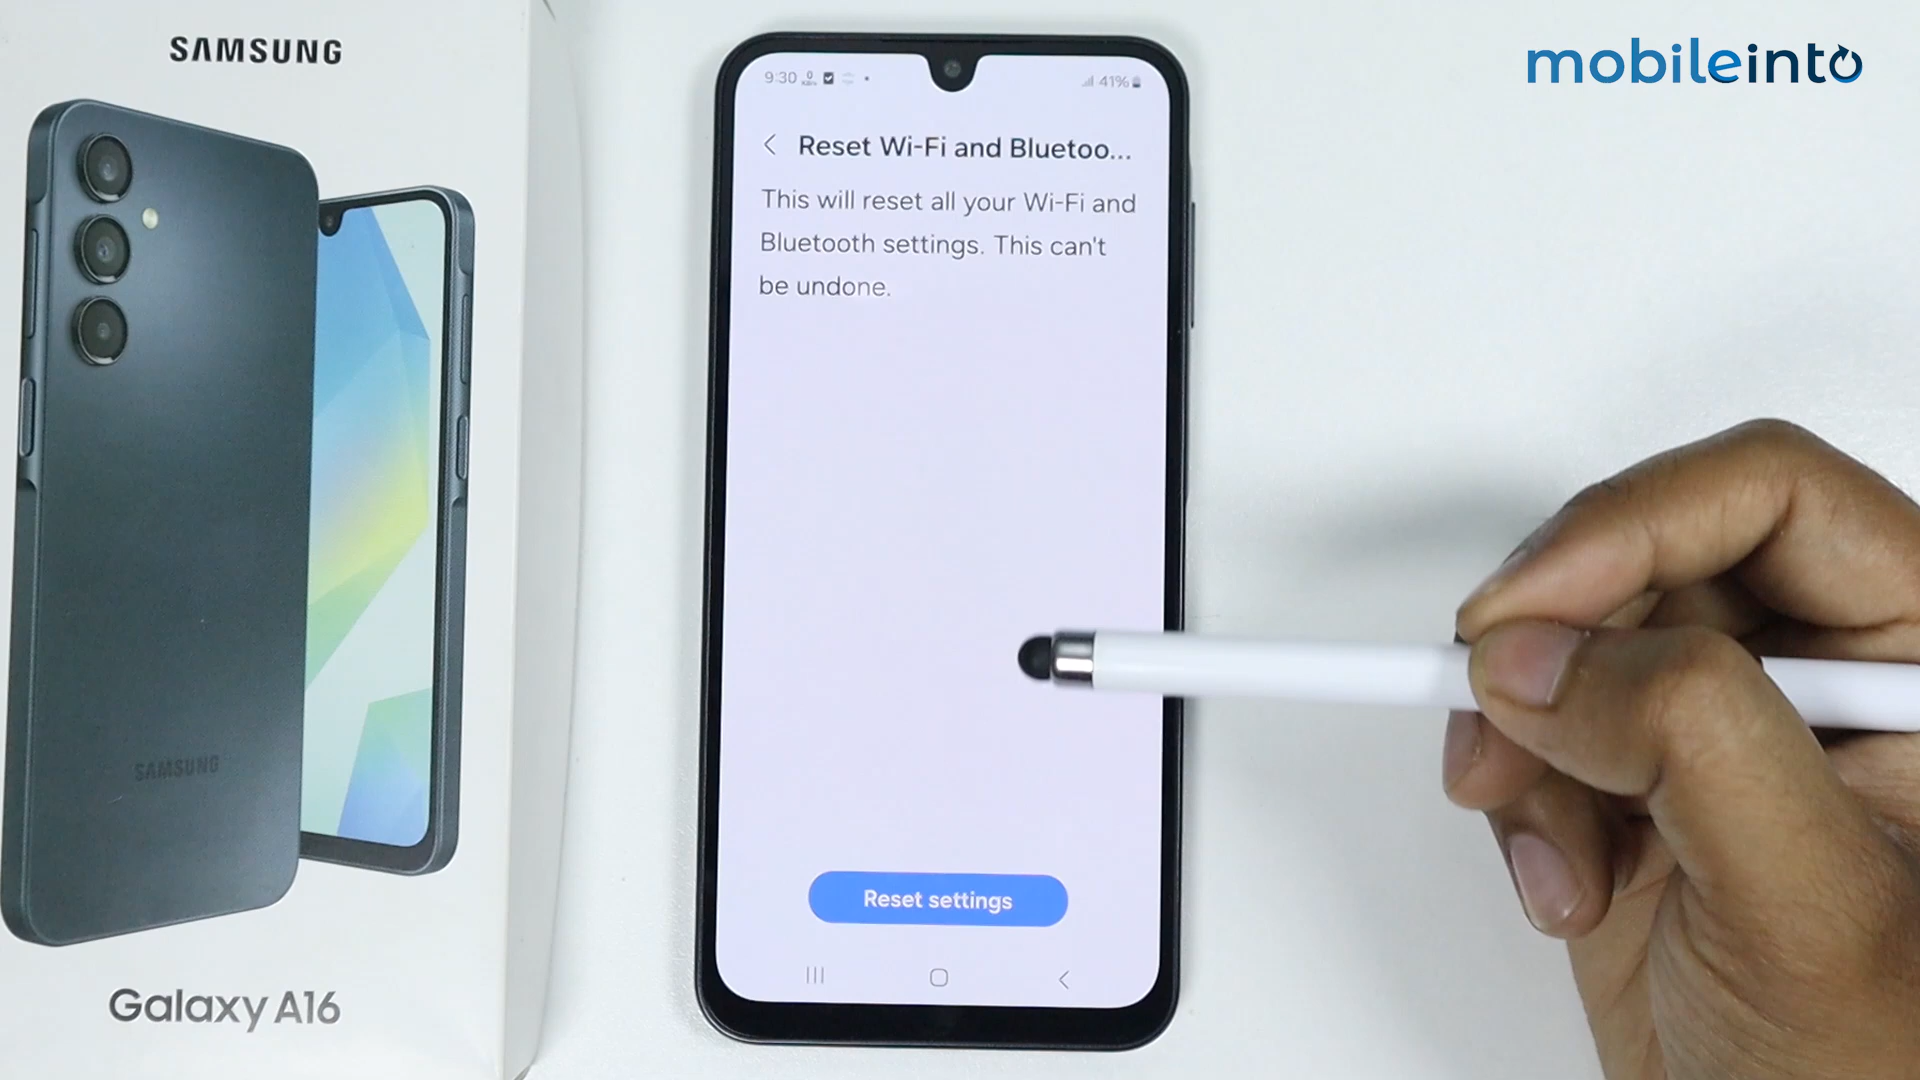 SAMSUNG
mobileinto
9:30
41%
Reset Wi-Fi and Bluetoo...
This will reset all your Wi-Fi and
Bluetooth settings. This can't
be undone.
SAMSUNG
Reset settings
Galaxy A16